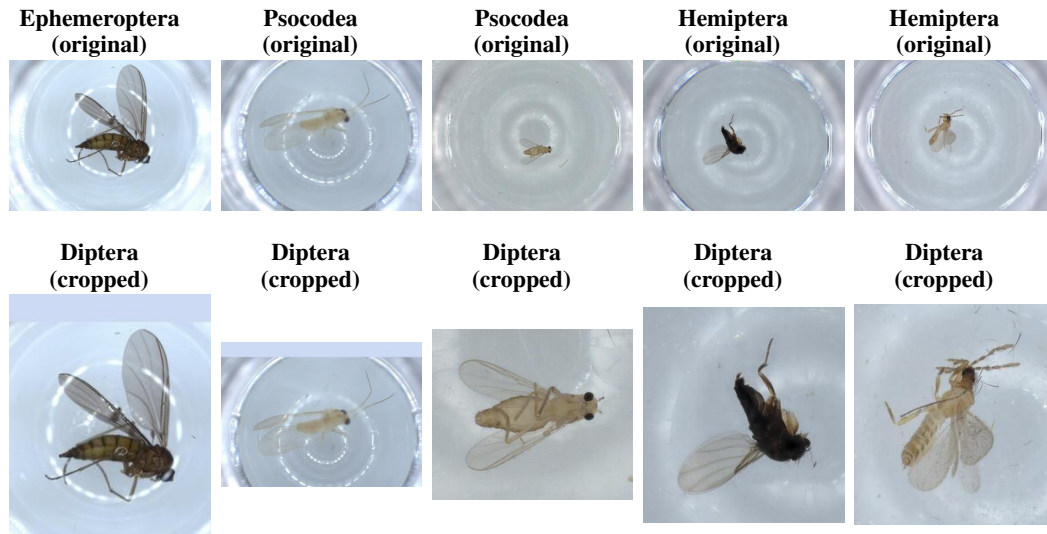 Ephemeroptera
(original)
Psocodea
(original)
Psocodea
(original)
Hemiptera
(original)
Hemiptera
(original)
Diptera
(cropped)
Diptera
(cropped)
Diptera
(cropped)
Diptera
(cropped)
Diptera
(cropped)